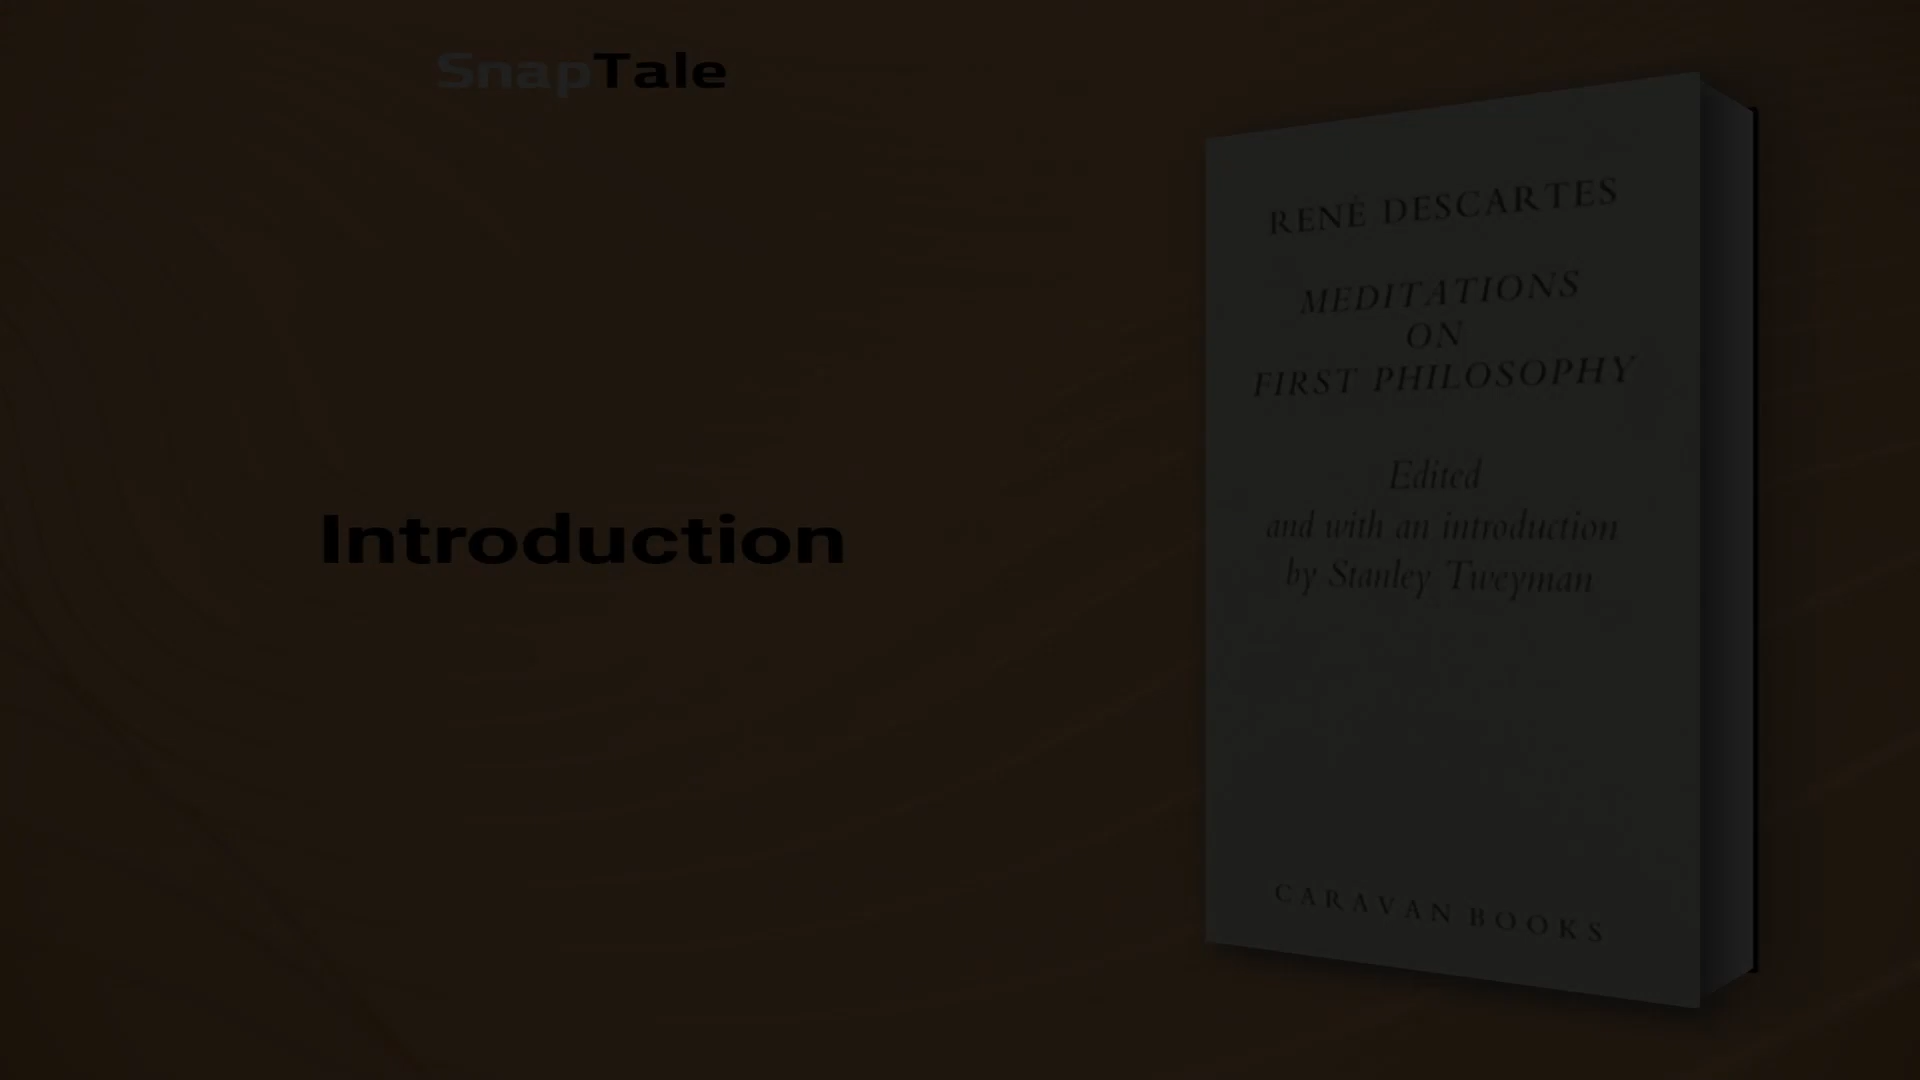 SnapTale
Introduction
RENÉ DESCARTES
MEDITATIONS
ON
FIRST PHILOSOPHY
Edited
and with an introduction
by Stanley Tweyman
CARAVAN BOOKS